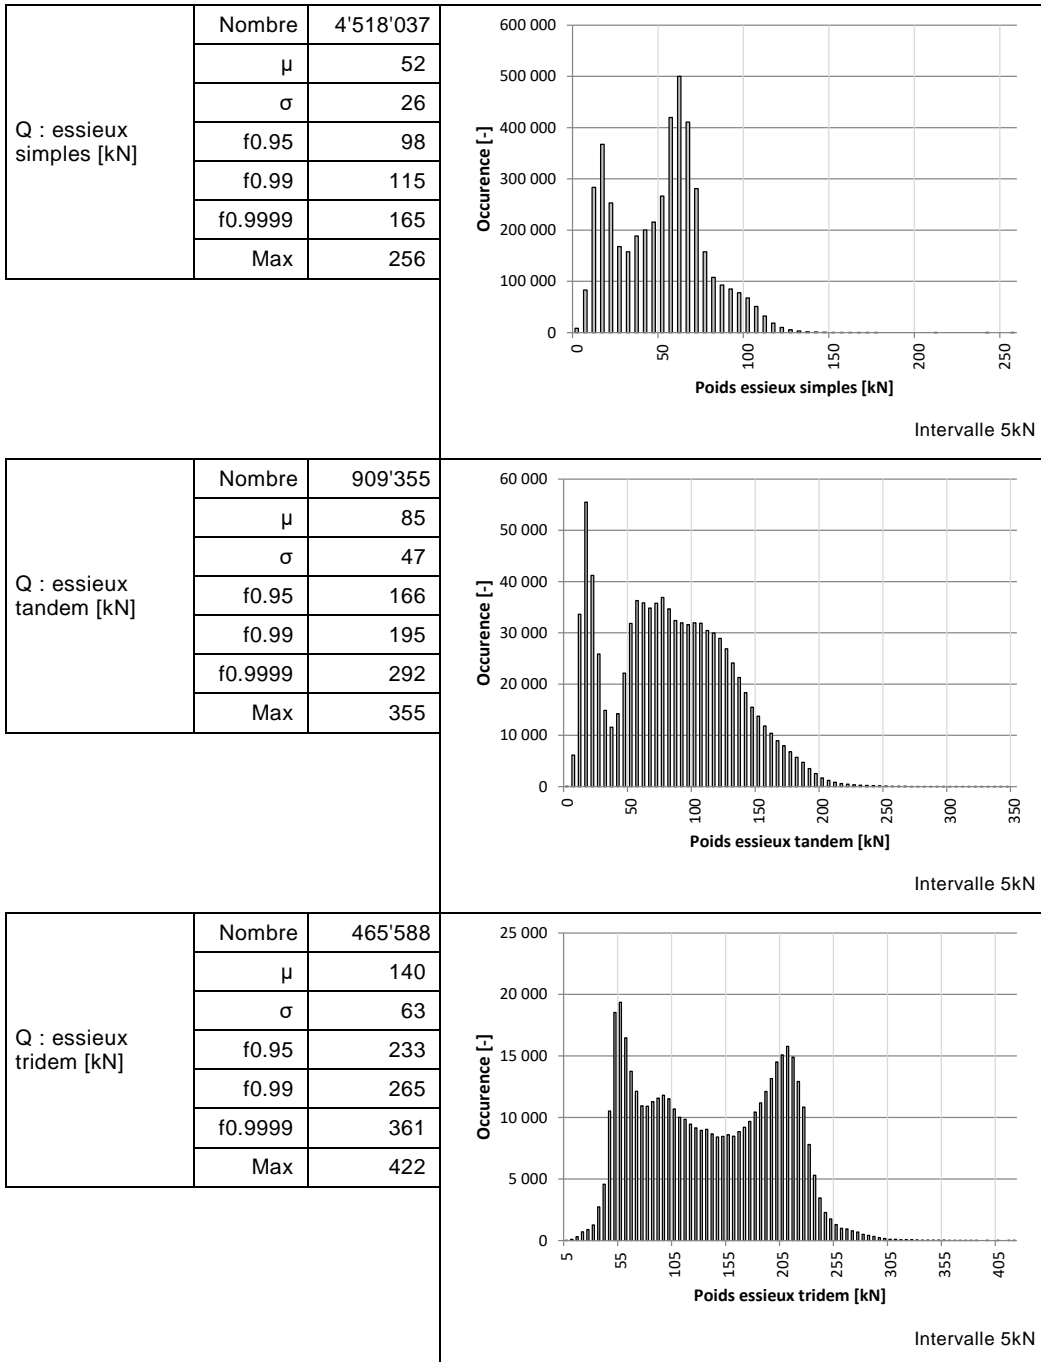 Q : essieux
simples [kN]
Nombre 4'518'037
µ 52
σ 26
f0.95 98
f0.99 115
f0.9999 165
Max 256
600 000
500 000
400 000
300 000
200 000
100 000
0
Occurence [-]
0 50 100 150 200 250
Poids essieux simples [kN]
Intervalle 5kN
Q : essieux
tandem [kN]
Nombre 909'355
µ 85
σ 47
f0.95 166
f0.99 195
f0.9999 292
Max 355
60 000
50 000
40 000
30 000
20 000
10 000
0
Occurence [-]
0 50 100 150 200 250 300 350
Poids essieux tandem [kN]
Intervalle 5kN
Q : essieux
tridem [kN]
Nombre 465'588
µ 140
σ 63
f0.95 233
f0.99 265
f0.9999 361
Max 422
25 000
20 000
15 000
10 000
5 000
0
Occurence [-]
5 55 105 155 205 255 305 355 405
Poids essieux tridem [kN]
Intervalle 5kN